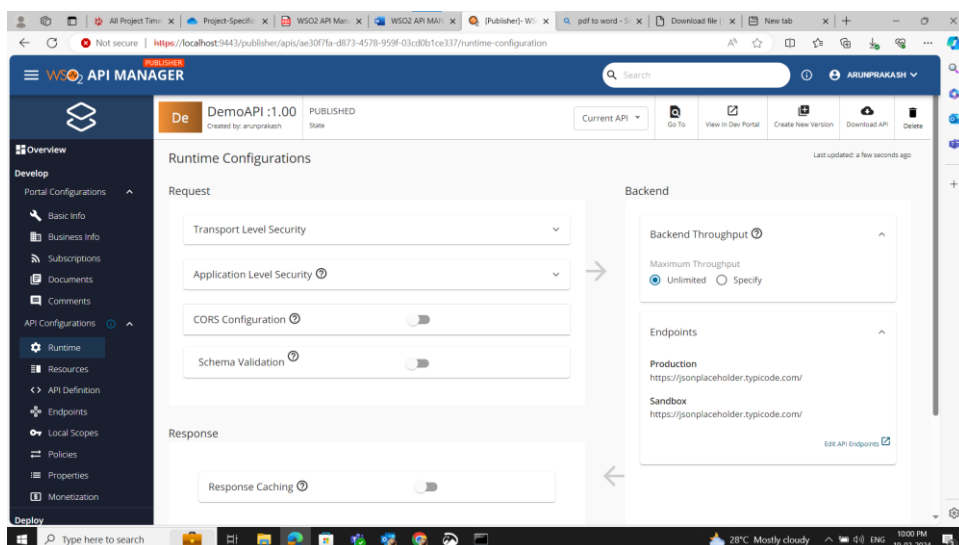 All Project Time
Project-Specific
WSO2 API Man
WSO2 API MAN
[Publisher]- WS
pdf to word - S
Download file |
New tab
Not secure
https://localhost:9443/publisher/apis/ae30f7fa-d873-4578-959f-03cd0b1ce337/runtime-configuration
PUBLISHER
WSO2 API MANAGER
Search
ARUNPRAKASH
De
DemoAPI :1.00
Created by: arunprakash
PUBLISHED
State
Current API
Go To
View in Dev Portal
Create New Version
Download API
Delete
Overview
Develop
Portal Configurations
Basic Info
Business Info
Subscriptions
Documents
Comments
API Configurations
Runtime
Resources
API Definition
Endpoints
Local Scopes
Policies
Properties
Monetization
Deploy
Runtime Configurations
Last updated: a few seconds ago
Request
Transport Level Security
Application Level Security
CORS Configuration
Schema Validation
Response
Response Caching
Backend
Backend Throughput
Maximum Throughput
Unlimited
Specify
Endpoints
Production
https://jsonplaceholder.typicode.com/
Sandbox
https://jsonplaceholder.typicode.com/
Edit API Endpoints
Type here to search
28°C Mostly cloudy
ENG
10:00 PM